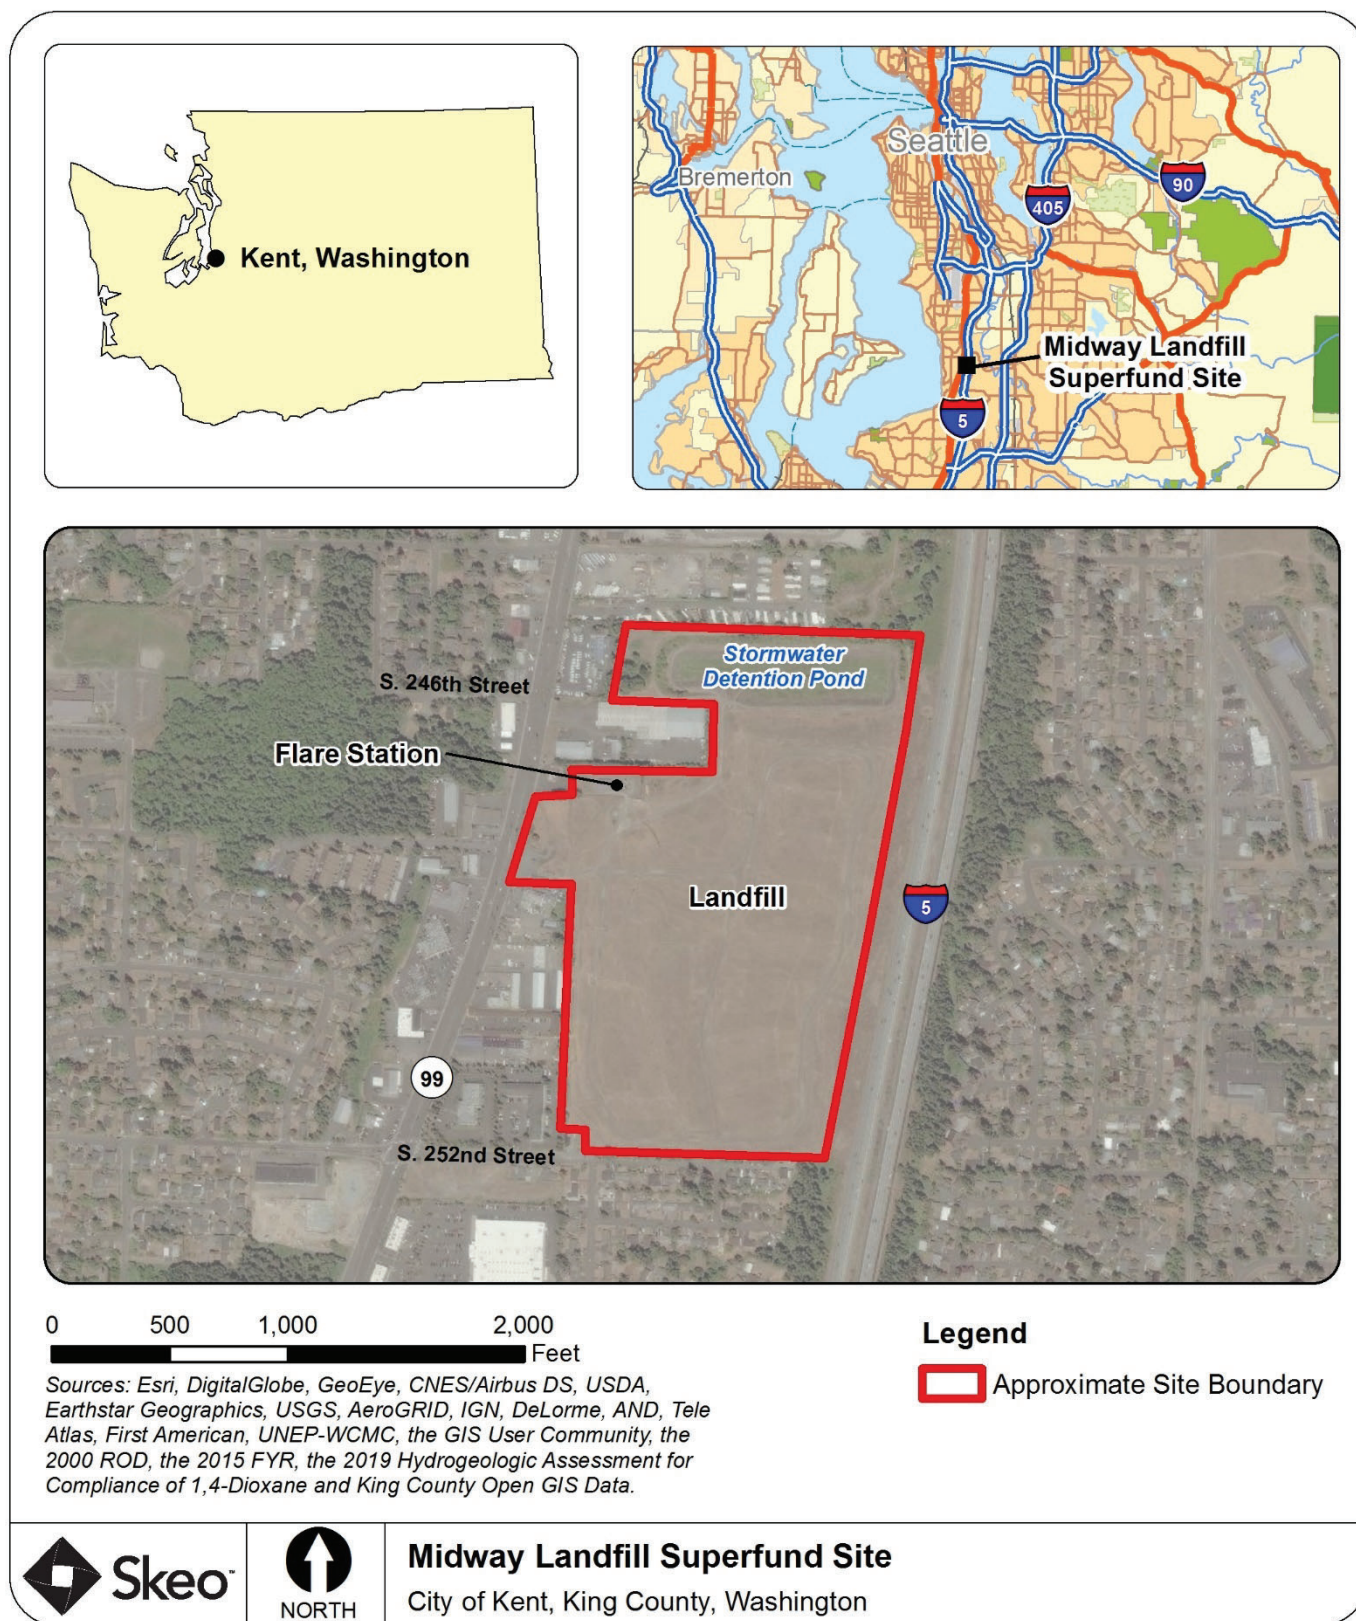 Kent, Washington
Seattle
Bremerton
90
405
Midway Landfill
Superfund Site
5
Stormwater
Detention Pond
S. 246th Street
Flare Station
Landfill
5
99
S. 252nd Street
0 500 1,000 2,000
Feet
Legend
Approximate Site Boundary
Sources: Esri, DigitalGlobe, GeoEye, CNES/Airbus DS, USDA,
Earthstar Geographics, USGS, AeroGRID, IGN, DeLorme, AND, Tele
Atlas, First American, UNEP-WCMC, the GIS User Community, the
2000 ROD, the 2015 FYR, the 2019 Hydrogeologic Assessment for
Compliance of 1,4-Dioxane and King County Open GIS Data.
Skeo™
NORTH
Midway Landfill Superfund Site
City of Kent, King County, Washington